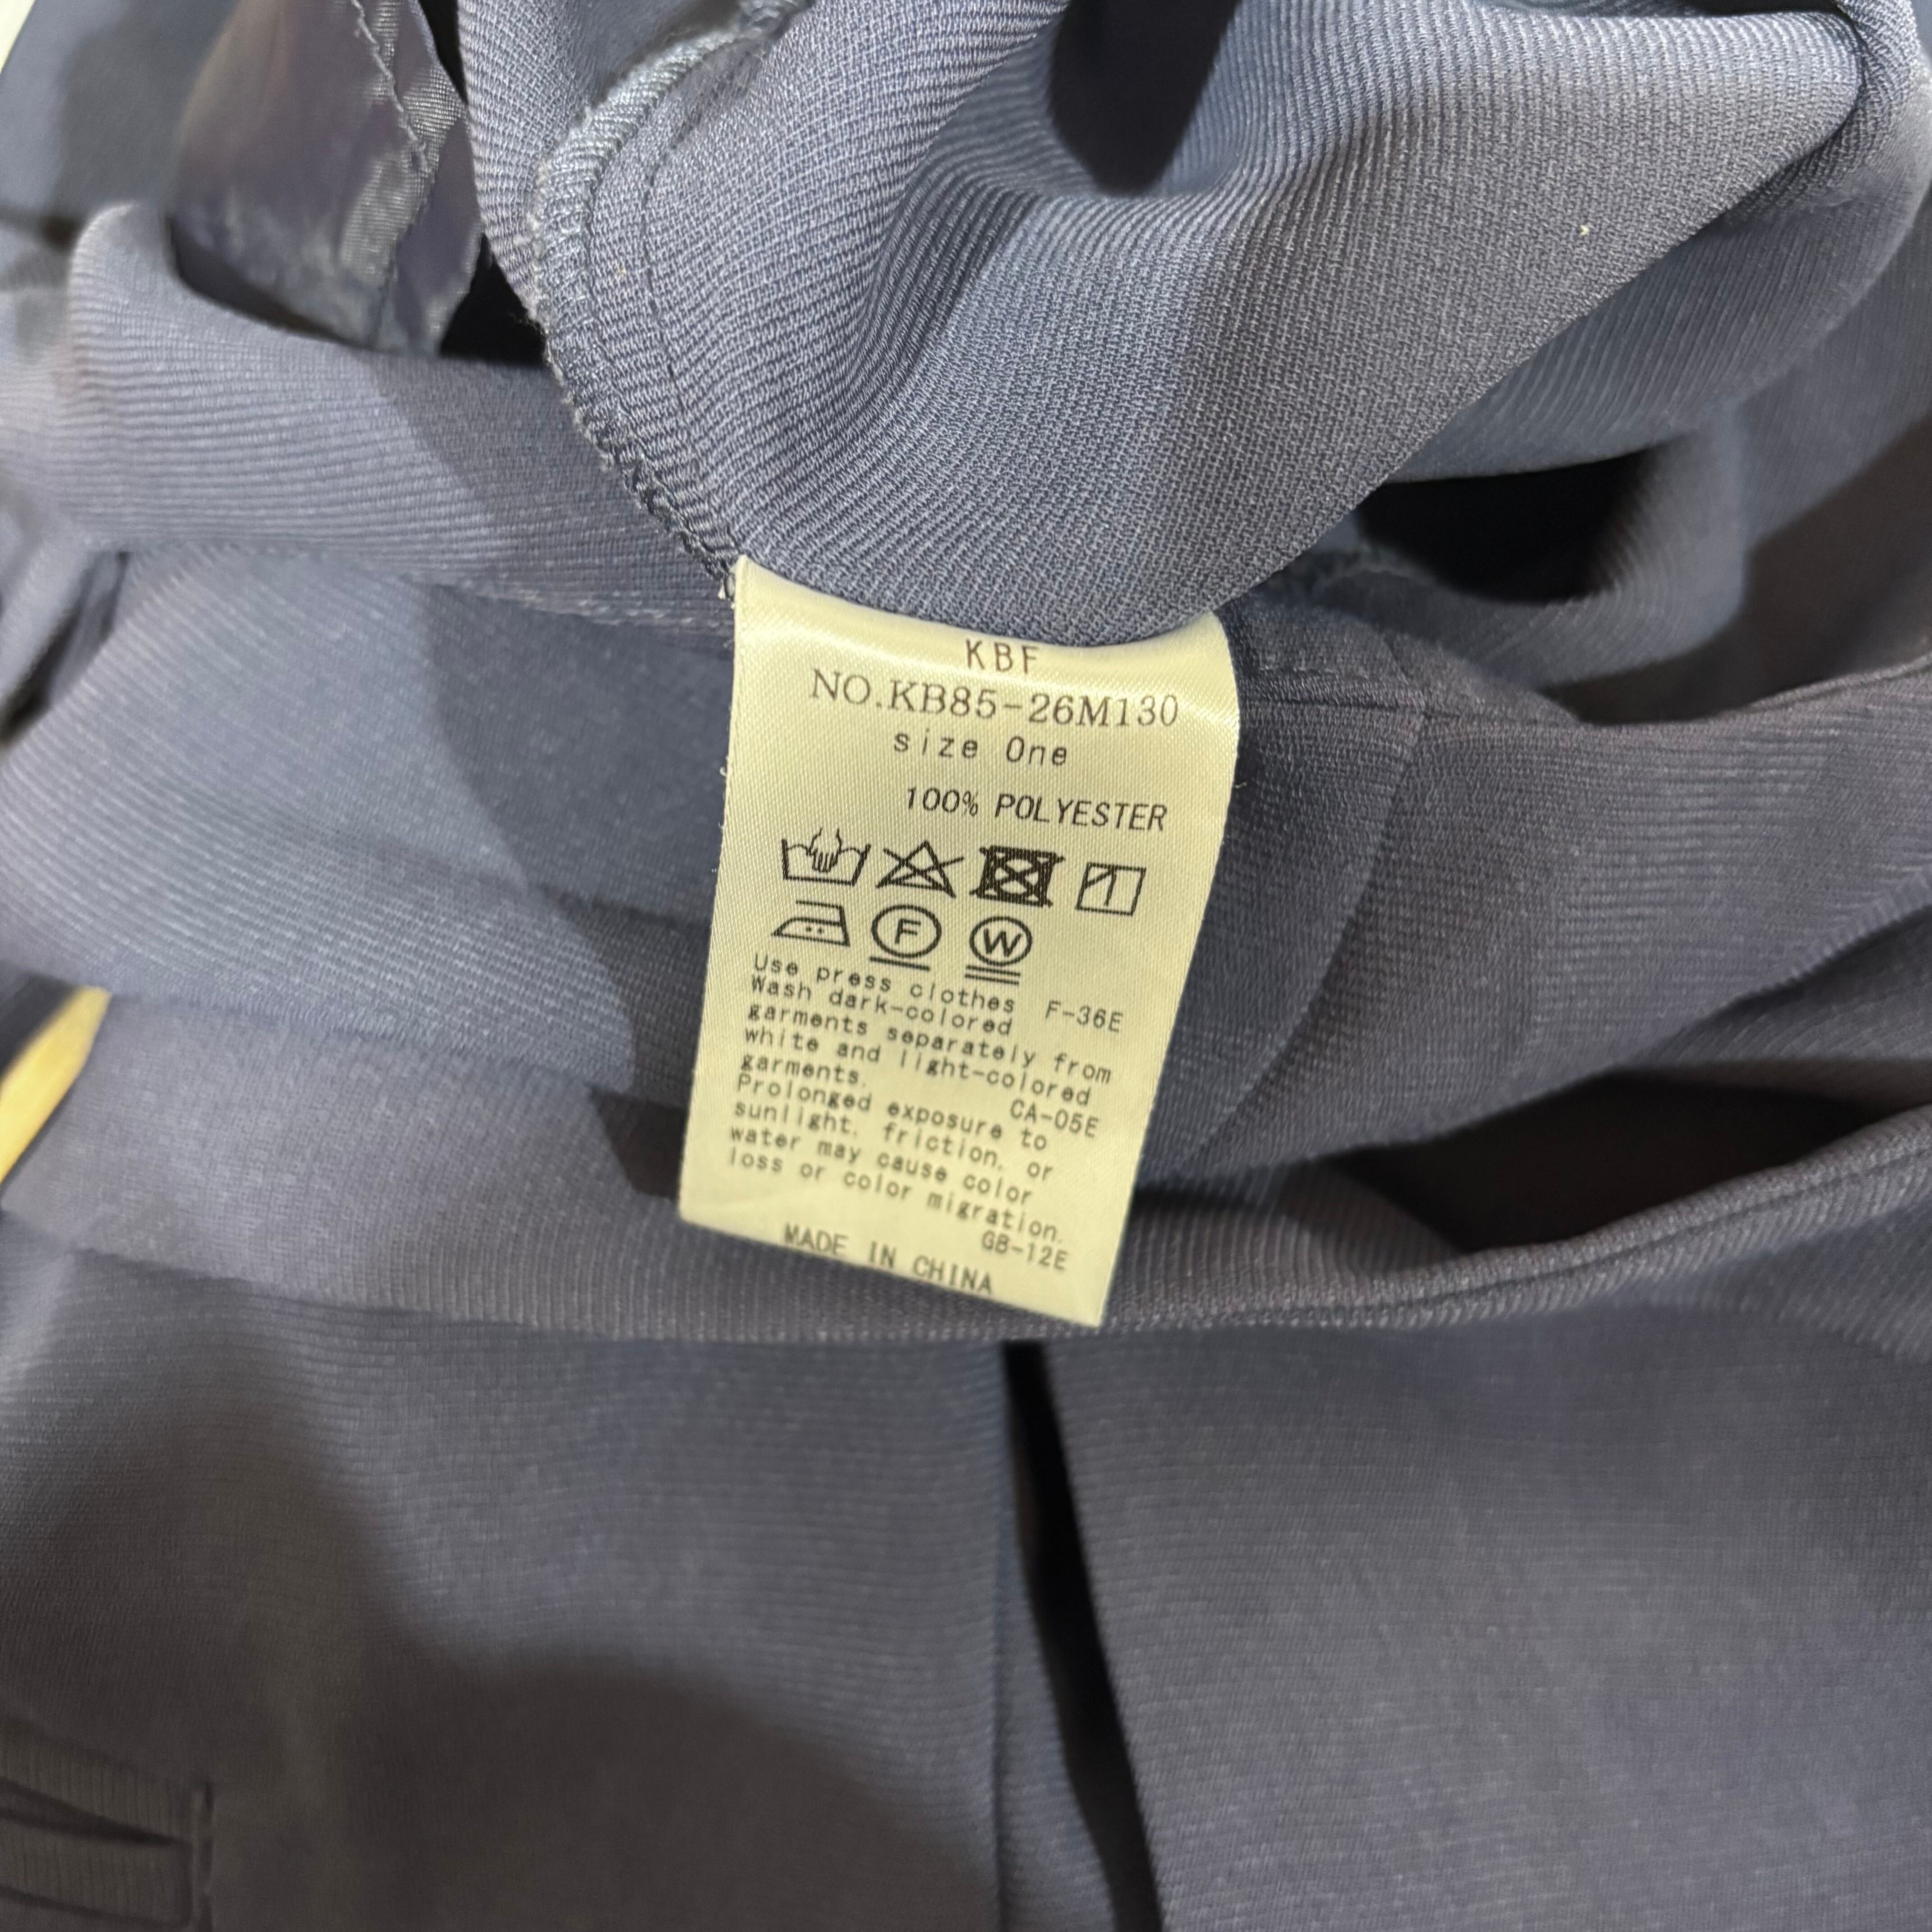 KBF
NO.KB85-26M130
size One
100% POLYESTER
F
W
Use press clothes F-36E
Wash dark-colored
garments separately from
white and light-colored
garments. CA-05E
Prolonged exposure to
sunlight, friction, or
water may cause color
loss or color migration.
GB-12E
MADE IN CHINA